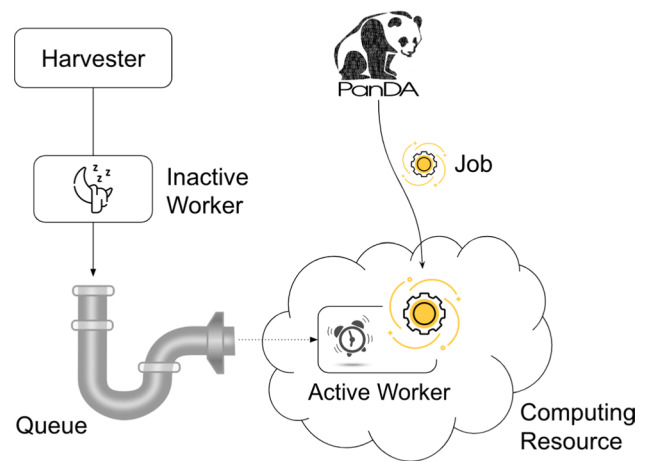 Harvester
PanDA
z z z
Inactive
Worker
Job
Active Worker
Queue
Computing
Resource